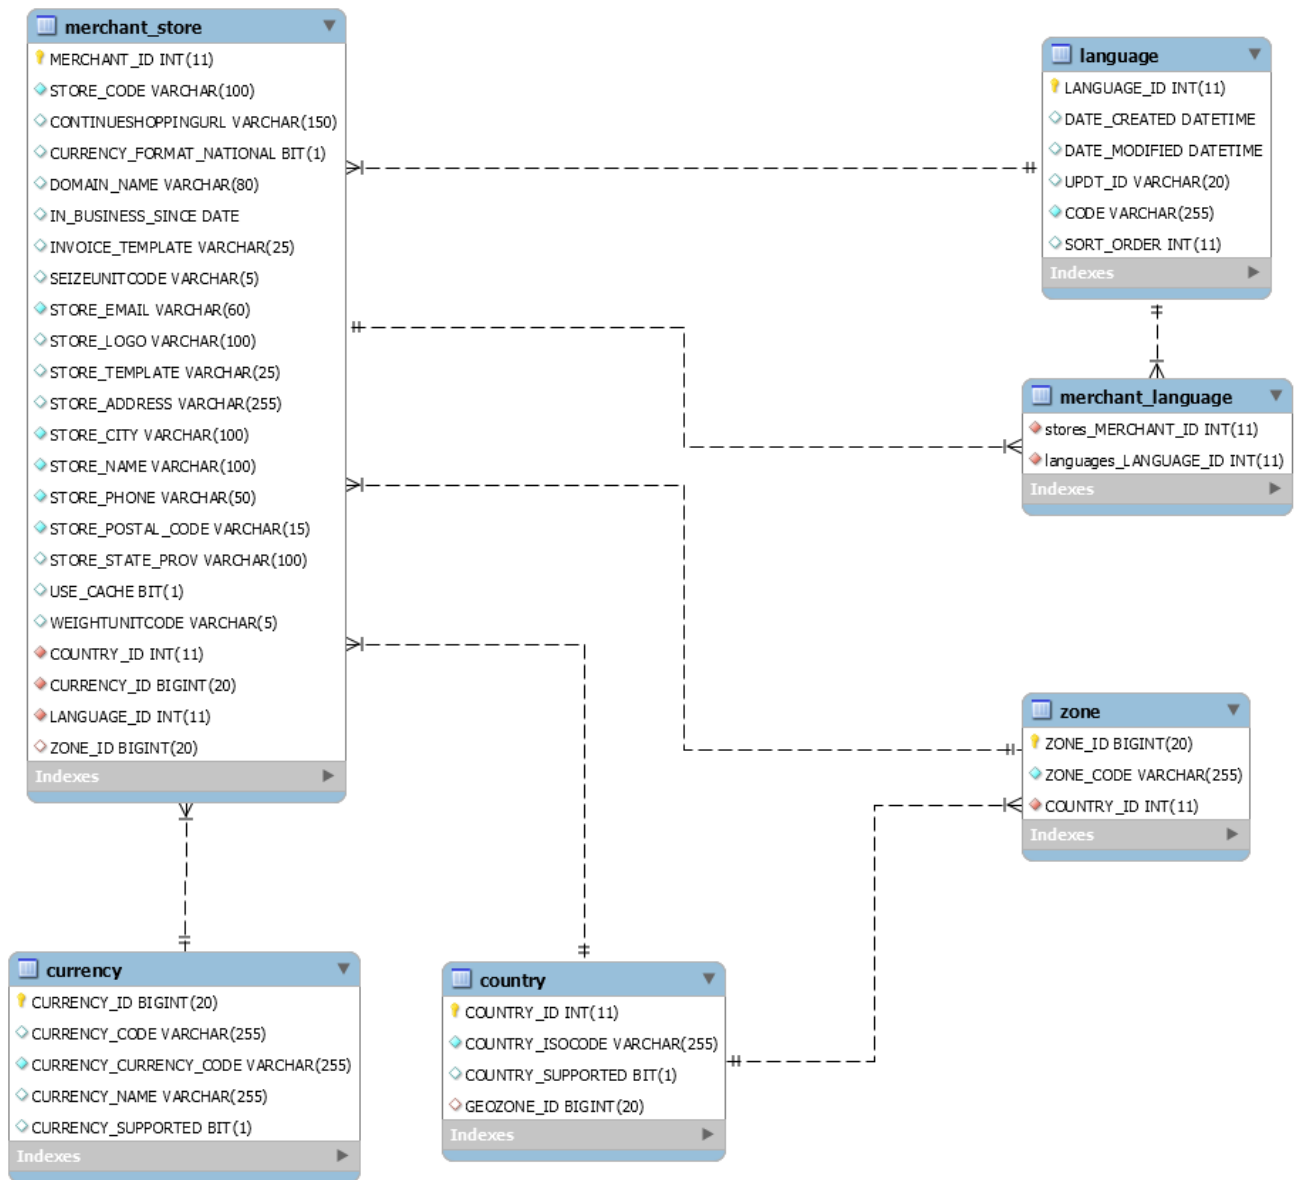 merchant_store
MERCHANT_ID INT(11)
STORE_CODE VARCHAR(100)
CONTINUESHOPPINGURL VARCHAR(150)
CURRENCY_FORMAT_NATIONAL BIT(1)
DOMAIN_NAME VARCHAR(80)
IN_BUSINESS_SINCE DATE
INVOICE_TEMPLATE VARCHAR(25)
SEIZEUNITCODE VARCHAR(5)
STORE_EMAIL VARCHAR(60)
STORE_LOGO VARCHAR(100)
STORE_TEMPLATE VARCHAR(25)
STORE_ADDRESS VARCHAR(255)
STORE_CITY VARCHAR(100)
STORE_NAME VARCHAR(100)
STORE_PHONE VARCHAR(50)
STORE_POSTAL_CODE VARCHAR(15)
STORE_STATE_PROV VARCHAR(100)
USE_CACHE BIT(1)
WEIGHTUNITCODE VARCHAR(5)
COUNTRY_ID INT(11)
CURRENCY_ID BIGINT(20)
LANGUAGE_ID INT(11)
ZONE_ID BIGINT(20)
Indexes
language
LANGUAGE_ID INT(11)
DATE_CREATED DATETIME
DATE_MODIFIED DATETIME
UPDT_ID VARCHAR(20)
CODE VARCHAR(255)
SORT_ORDER INT(11)
Indexes
merchant_language
stores_MERCHANT_ID INT(11)
languages_LANGUAGE_ID INT(11)
Indexes
zone
ZONE_ID BIGINT(20)
ZONE_CODE VARCHAR(255)
COUNTRY_ID INT(11)
Indexes
currency
CURRENCY_ID BIGINT(20)
CURRENCY_CODE VARCHAR(255)
CURRENCY_CURRENCY_CODE VARCHAR(255)
CURRENCY_NAME VARCHAR(255)
CURRENCY_SUPPORTED BIT(1)
Indexes
country
COUNTRY_ID INT(11)
COUNTRY_ISOCODE VARCHAR(255)
COUNTRY_SUPPORTED BIT(1)
GEOZONE_ID BIGINT(20)
Indexes